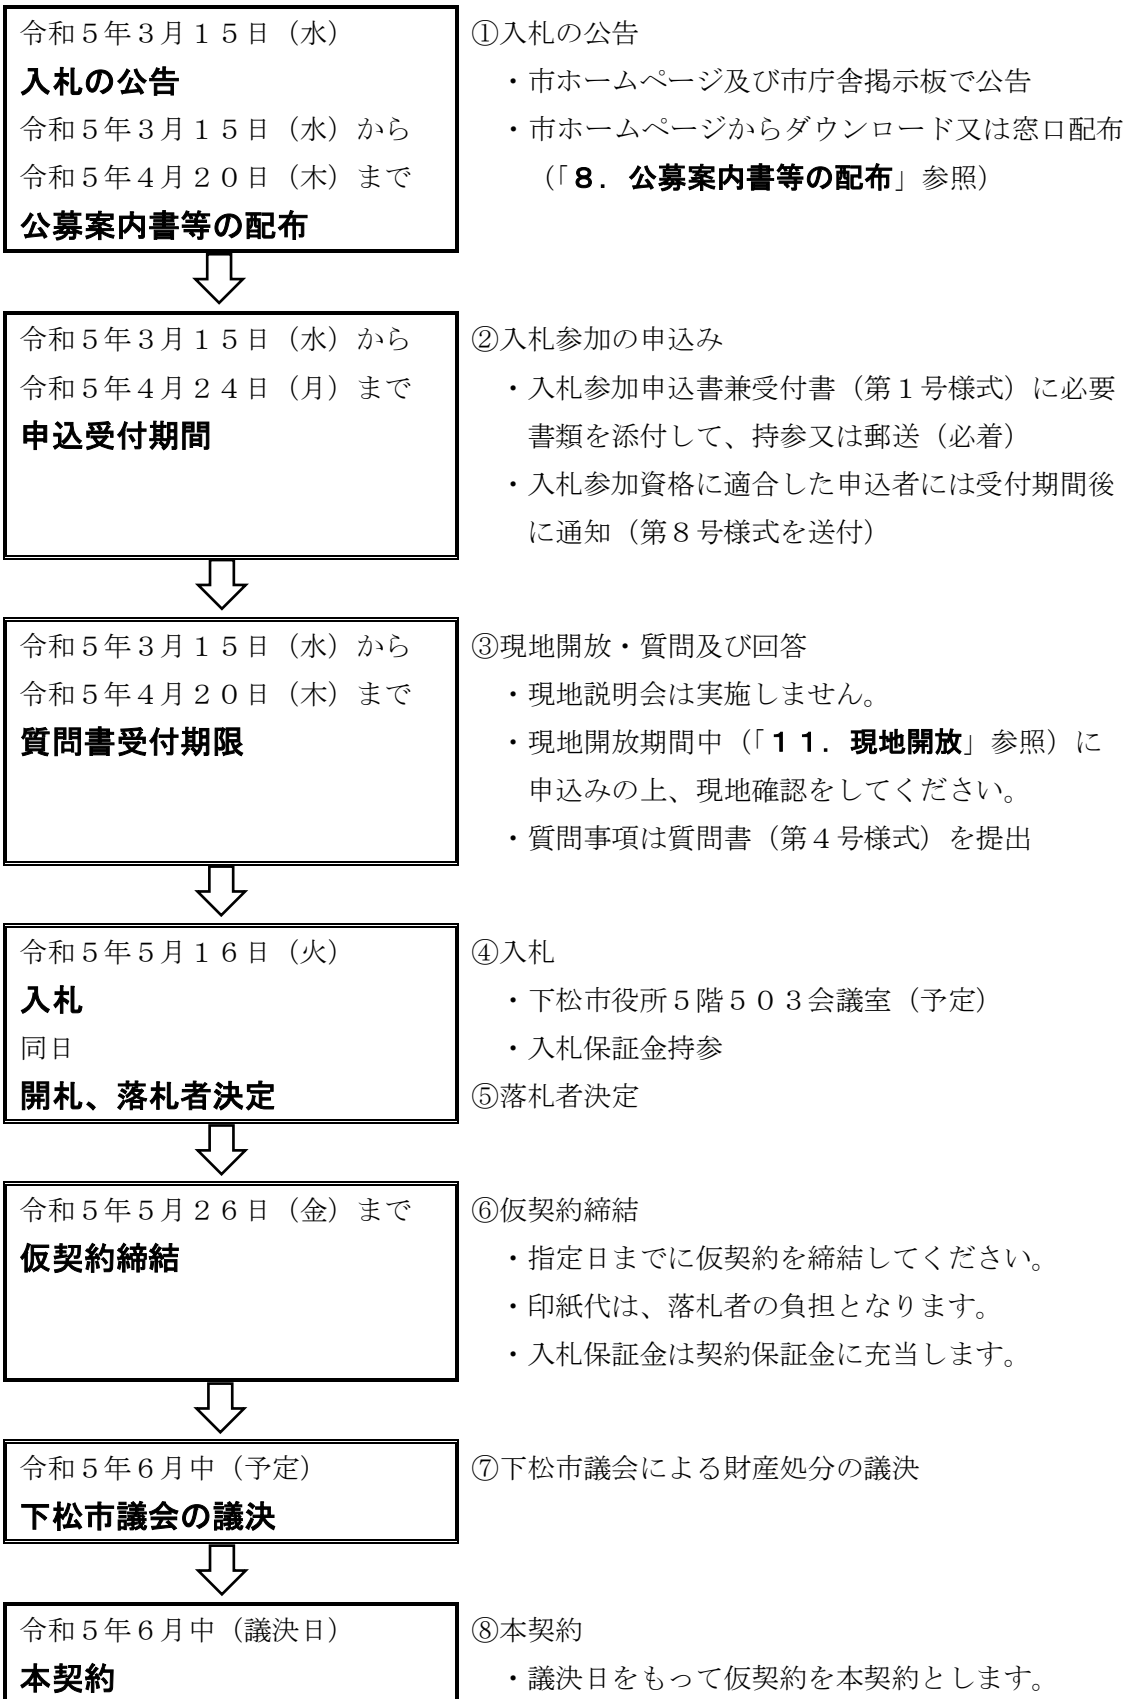 令和５年３月１５日（水）
入札の公告
令和５年３月１５日（水）から
令和５年４月２０日（木）まで
公募案内書等の配布
①入札の公告
・市ホームページ及び市庁舎掲示板で公告
・市ホームページからダウンロード又は窓口配布
（「８．公募案内書等の配布」参照）
令和５年３月１５日（水）から
令和５年４月２４日（月）まで
申込受付期間
②入札参加の申込み
・入札参加申込書兼受付書（第１号様式）に必要
書類を添付して、持参又は郵送（必着）
・入札参加資格に適合した申込者には受付期間後
に通知（第８号様式を送付）
令和５年３月１５日（水）から
令和５年４月２０日（木）まで
質問書受付期限
③現地開放・質問及び回答
・現地説明会は実施しません。
・現地開放期間中（「１１．現地開放」参照）に
申込みの上、現地確認をしてください。
・質問事項は質問書（第４号様式）を提出
令和５年５月１６日（火）
入札
同日
開札、落札者決定
④入札
・下松市役所５階５０３会議室（予定）
・入札保証金持参
⑤落札者決定
令和５年５月２６日（金）まで
仮契約締結
⑥仮契約締結
・指定日までに仮契約を締結してください。
・印紙代は、落札者の負担となります。
・入札保証金は契約保証金に充当します。
令和５年６月中（予定）
下松市議会の議決
⑦下松市議会による財産処分の議決
令和５年６月中（議決日）
本契約
⑧本契約
・議決日をもって仮契約を本契約とします。